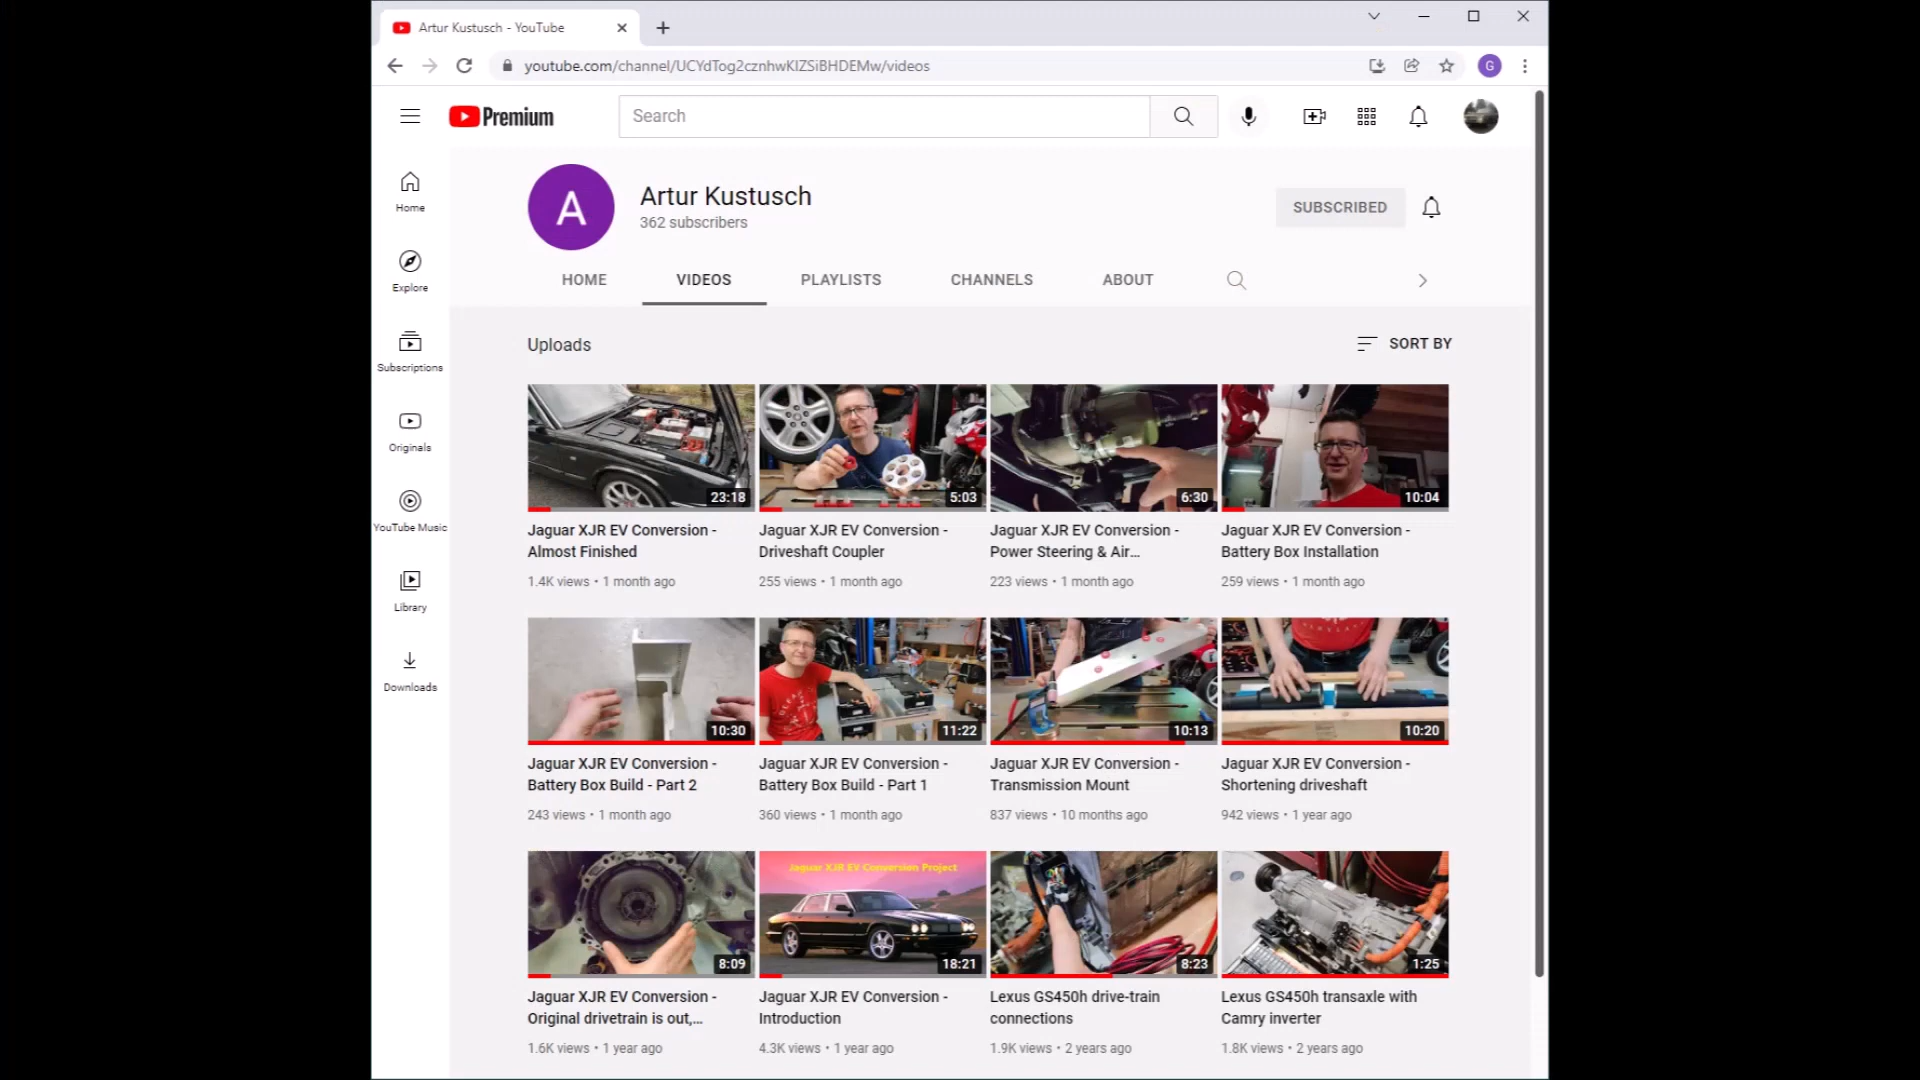 Artur Kustusch - YouTube
youtube.com/channel/UCYdTog2cznhwKIZSiBHDEMw/videos
G
Premium
Search
Home
Explore
Subscriptions
Originals
YouTube Music
Library
Downloads
A
Artur Kustusch
362 subscribers
SUBSCRIBED
HOME VIDEOS PLAYLISTS CHANNELS ABOUT
Uploads
SORT BY
23:18
Jaguar XJR EV Conversion -
Almost Finished
1.4K views • 1 month ago
5:03
Jaguar XJR EV Conversion -
Driveshaft Coupler
255 views • 1 month ago
6:30
Jaguar XJR EV Conversion -
Power Steering & Air...
223 views • 1 month ago
10:04
Jaguar XJR EV Conversion -
Battery Box Installation
259 views • 1 month ago
10:30
Jaguar XJR EV Conversion -
Battery Box Build - Part 2
243 views • 1 month ago
11:22
Jaguar XJR EV Conversion -
Battery Box Build - Part 1
360 views • 1 month ago
10:13
Jaguar XJR EV Conversion -
Transmission Mount
837 views • 10 months ago
10:20
Jaguar XJR EV Conversion -
Shortening driveshaft
942 views • 1 year ago
8:09
Jaguar XJR EV Conversion -
Original drivetrain is out,...
1.6K views • 1 year ago
Jaguar XJR EV Conversion Project
18:21
Jaguar XJR EV Conversion -
Introduction
4.3K views • 1 year ago
8:23
Lexus GS450h drive-train
connections
1.9K views • 2 years ago
1:25
Lexus GS450h transaxle with
Camry inverter
1.8K views • 2 years ago